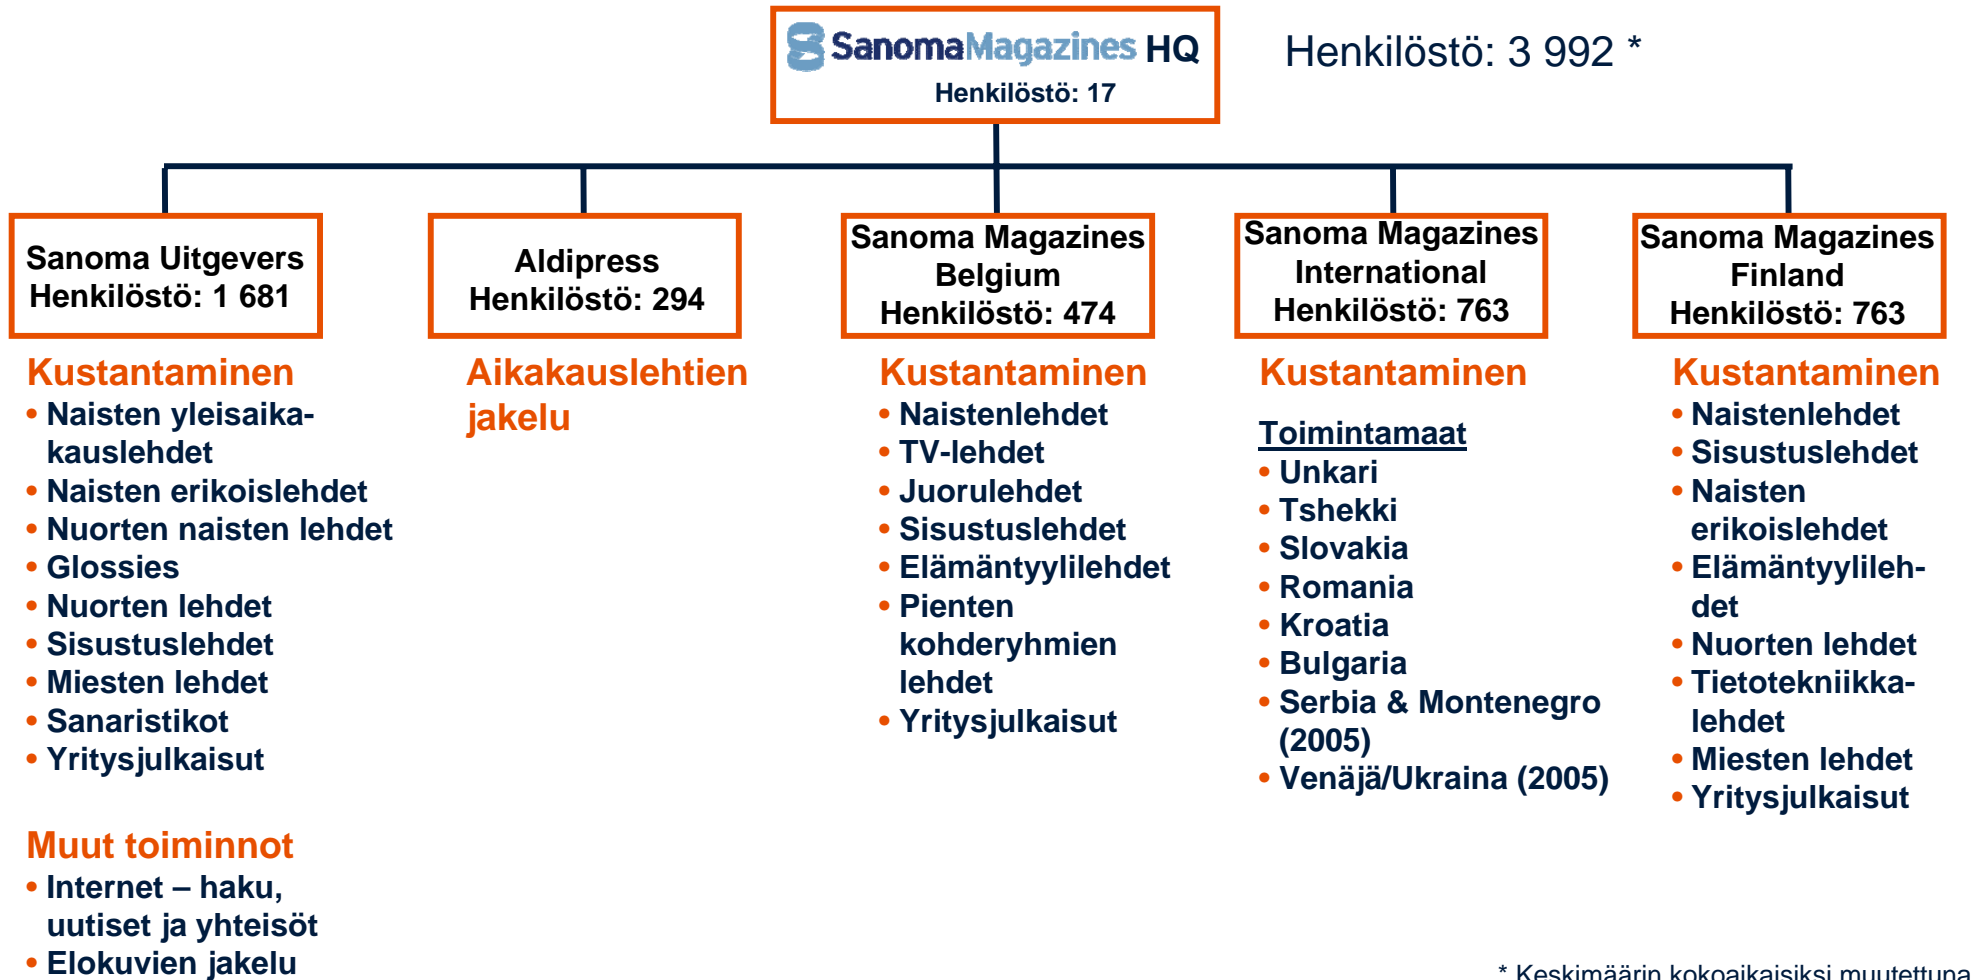 SanomaMagazines HQ
Henkilöstö: 17
Henkilöstö: 3 992 *
Sanoma Uitgevers
Henkilöstö: 1 681
Kustantaminen
• Naisten yleisaika-
kauslehdet
• Naisten erikoislehdet
• Nuorten naisten lehdet
• Glossies
• Nuorten lehdet
• Sisustuslehdet
• Miesten lehdet
• Sanaristikot
• Yritysjulkaisut
Muut toiminnot
• Internet – haku,
uutiset ja yhteisöt
• Elokuvien jakelu
Aldipress
Henkilöstö: 294
Aikakauslehtien
jakelu
Sanoma Magazines
Belgium
Henkilöstö: 474
Kustantaminen
• Naistenlehdet
• TV-lehdet
• Juorulehdet
• Sisustuslehdet
• Elämäntyylilehdet
• Pienten
kohderyhmien
lehdet
• Yritysjulkaisut
Sanoma Magazines
International
Henkilöstö: 763
Kustantaminen
Toimintamaat
• Unkari
• Tshekki
• Slovakia
• Romania
• Kroatia
• Bulgaria
• Serbia & Montenegro
(2005)
• Venäjä/Ukraina (2005)
Sanoma Magazines
Finland
Henkilöstö: 763
Kustantaminen
• Naistenlehdet
• Sisustuslehdet
• Naisten
erikoislehdet
• Elämäntyylileh-
det
• Nuorten lehdet
• Tietotekniikka-
lehdet
• Miesten lehdet
• Yritysjulkaisut
* Keskimäärin kokoaikaisiksi muutettuna